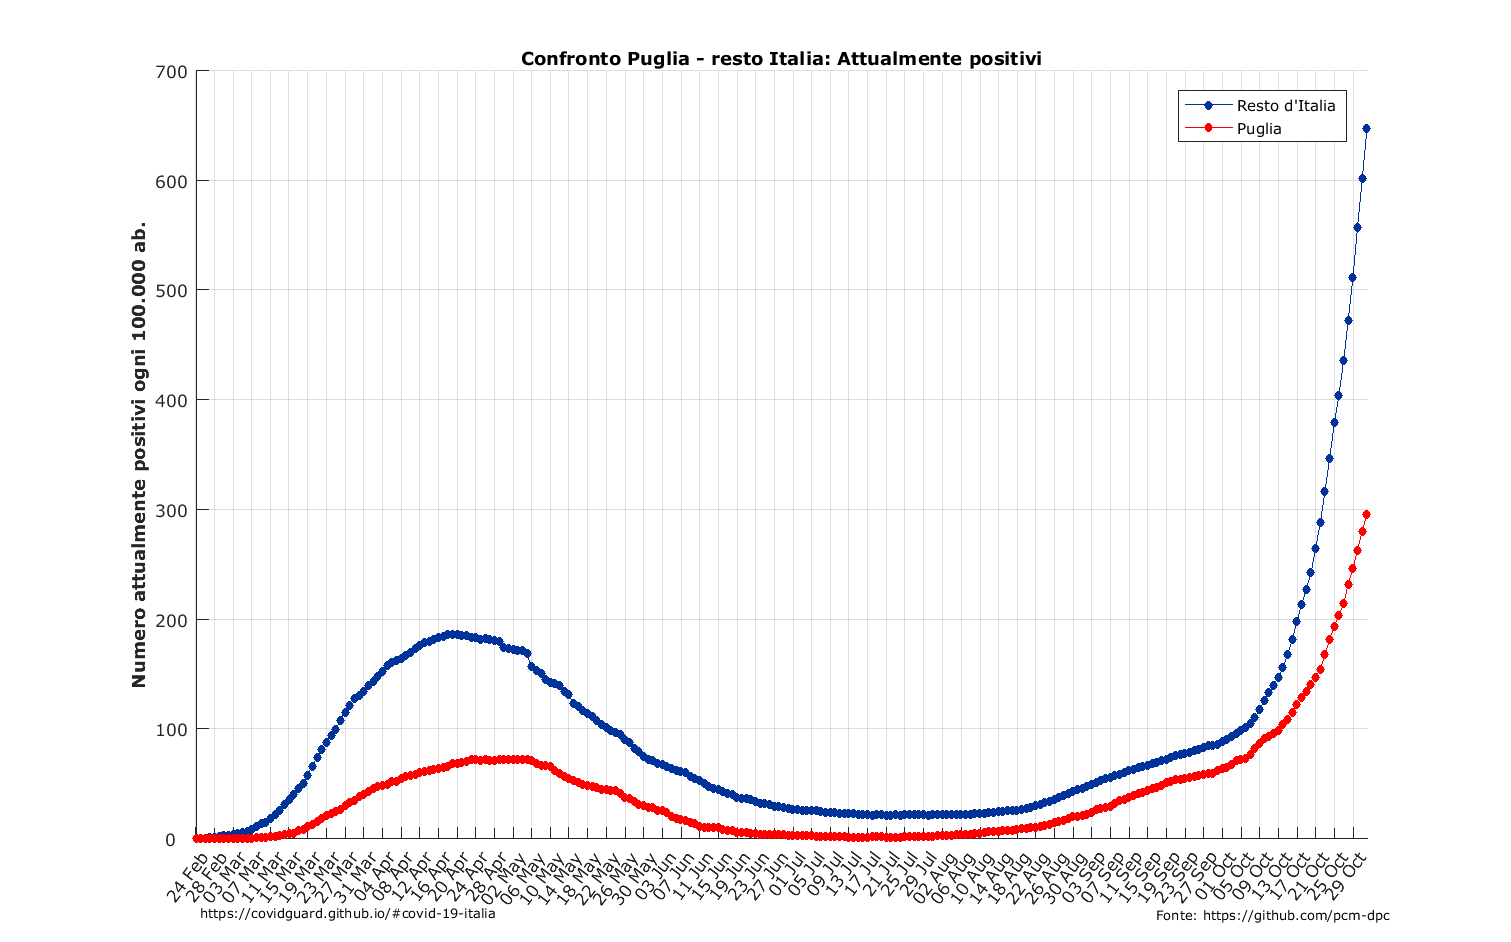 Confronto Puglia - resto Italia: Attualmente positivi
700
600
500
400
300
200
100
0
Numero attualmente positivi ogni 100.000 ab.
Resto d'Italia
Puglia
24 Feb
28 Feb
03 Mar
07 Mar
11 Mar
15 Mar
19 Mar
23 Mar
27 Mar
31 Mar
04 Apr
08 Apr
12 Apr
16 Apr
20 Apr
24 Apr
28 Apr
02 May
06 May
10 May
14 May
18 May
22 May
26 May
30 May
03 Jun
07 Jun
11 Jun
15 Jun
19 Jun
23 Jun
27 Jun
01 Jul
05 Jul
09 Jul
13 Jul
17 Jul
21 Jul
25 Jul
29 Jul
02 Aug
06 Aug
10 Aug
14 Aug
18 Aug
22 Aug
26 Aug
30 Aug
03 Sep
07 Sep
11 Sep
15 Sep
19 Sep
23 Sep
27 Sep
01 Oct
05 Oct
09 Oct
13 Oct
17 Oct
21 Oct
25 Oct
29 Oct
https://covidguard.github.io/#covid-19-italia
Fonte: https://github.com/pcm-dpc